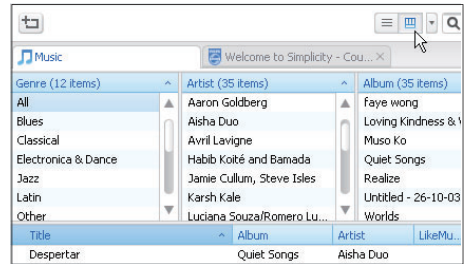 Music
Welcome to Simplicity - Cou...
Genre (12 items) Artist (35 items) Album (35 items)
All Aaron Goldberg faye wong
Blues Aisha Duo Loving Kindness &
Classical Avril Lavigne Muso Ko
Electronica & Dance Habib Koité and Bamada Quiet Songs
Jazz Jamie Cullum, Steve Isles Realize
Latin Karsh Kale Untitled - 26-10-03
Other Luciana Souza/Romero Lu... Worlds
Title Album Artist LikeMu...
Despertar Quiet Songs Aisha Duo